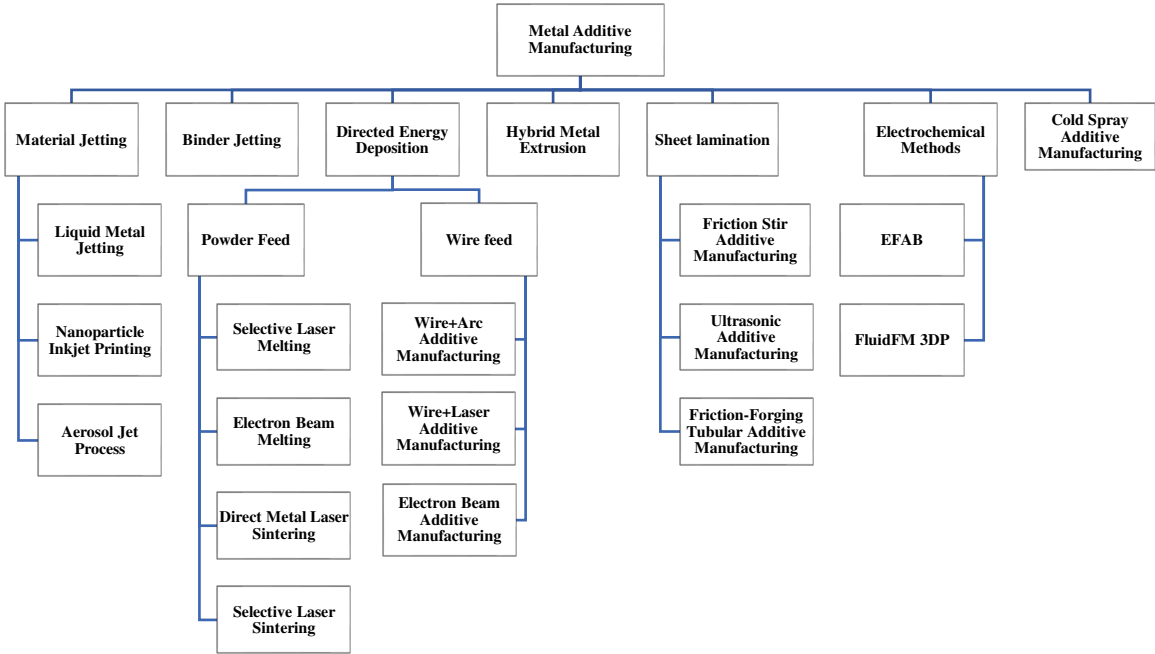 Metal Additive
Manufacturing
Material Jetting
Binder Jetting
Directed Energy
Deposition
Hybrid Metal
Extrusion
Sheet lamination
Electrochemical
Methods
Cold Spray
Additive
Manufacturing
Liquid Metal
Jetting
Nanoparticle
Inkjet Printing
Aerosol Jet
Process
Powder Feed
Selective Laser
Melting
Electron Beam
Melting
Direct Metal Laser
Sintering
Selective Laser
Sintering
Wire feed
Wire+Arc
Additive
Manufacturing
Wire+Laser
Additive
Manufacturing
Electron Beam
Additive
Manufacturing
Friction Stir
Additive
Manufacturing
Ultrasonic
Additive
Manufacturing
Friction-Forging
Tubular Additive
Manufacturing
EFAB
FluidFM 3DP